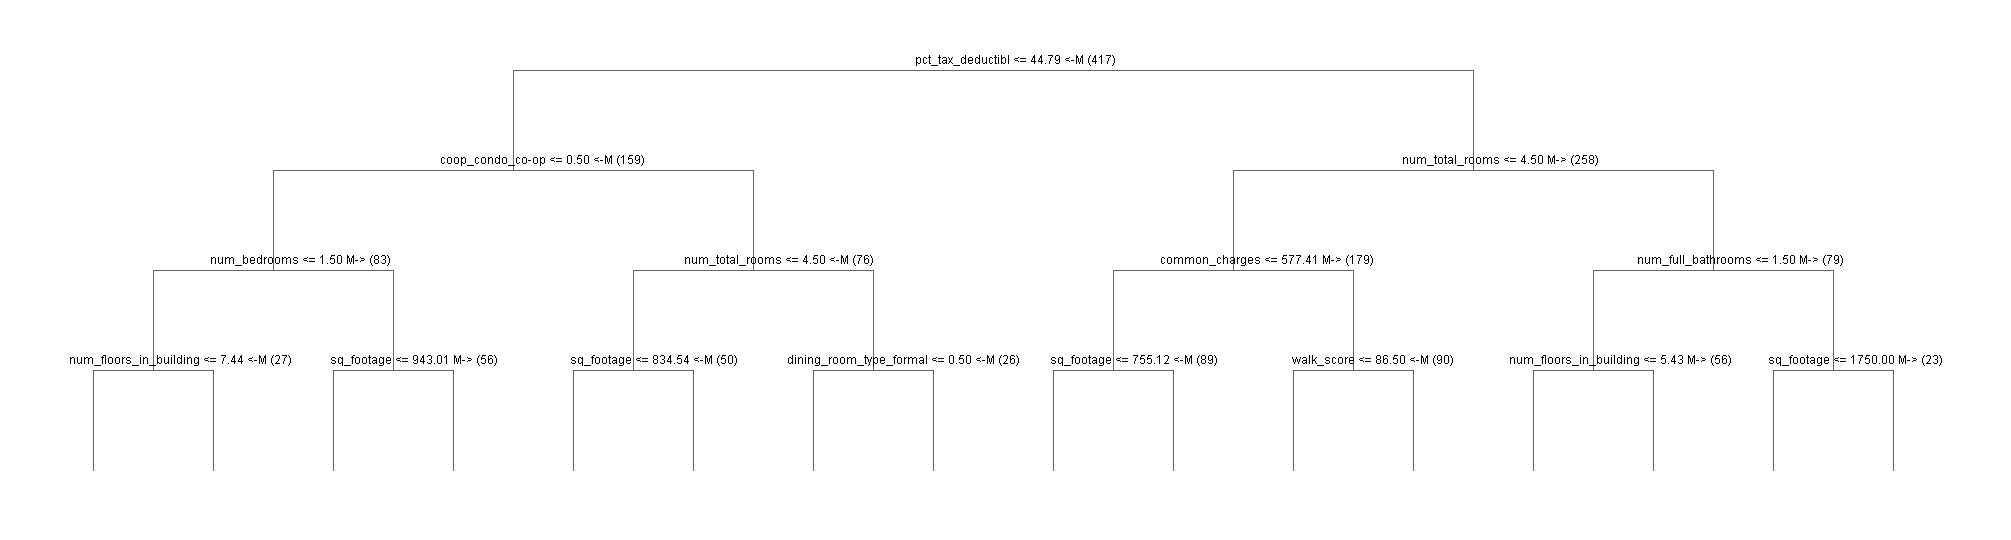 pct_tax_deductibl <= 44.79 <-M (417)
coop_condo_co-op <= 0.50 <-M (159)
num_total_rooms <= 4.50 M-> (258)
num_bedrooms <= 1.50 M-> (83)
num_total_rooms <= 4.50 <-M (76)
common_charges <= 577.41 M-> (179)
num_full_bathrooms <= 1.50 M-> (79)
num_floors_in_building <= 7.44 <-M (27)
sq_footage <= 943.01 M-> (56)
sq_footage <= 834.54 <-M (50)
dining_room_type_formal <= 0.50 <-M (26)
sq_footage <= 755.12 <-M (89)
walk_score <= 86.50 <-M (90)
num_floors_in_building <= 5.43 M-> (56)
sq_footage <= 1750.00 M-> (23)